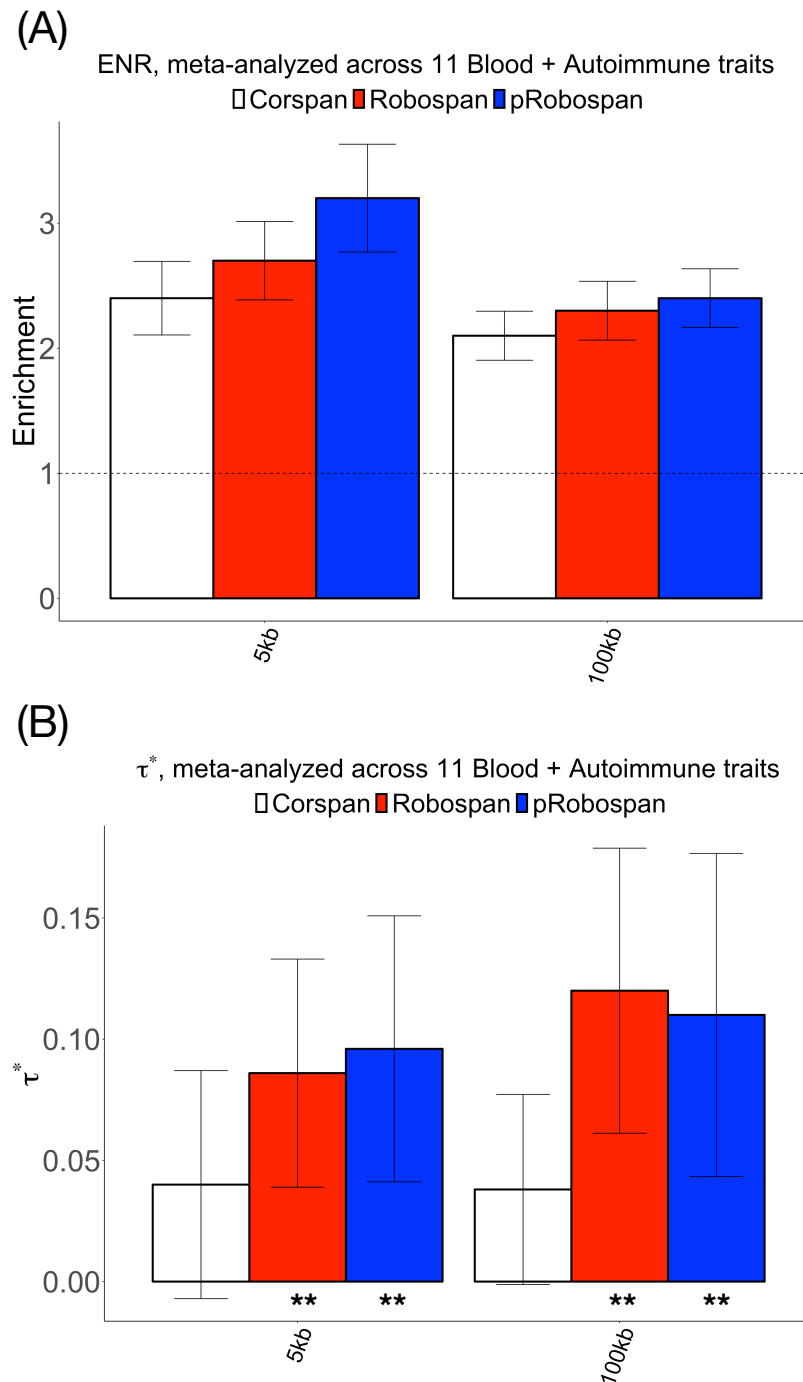 (A)
ENR, meta-analyzed across 11 Blood + Autoimmune traits
Corspan Robospan pRobospan
Enrichment
3
2
1
0
5kb
100kb
(B)
τ*, meta-analyzed across 11 Blood + Autoimmune traits
Corspan Robospan pRobospan
τ*
0.15
0.10
0.05
0.00
** ** ** **
5kb
100kb